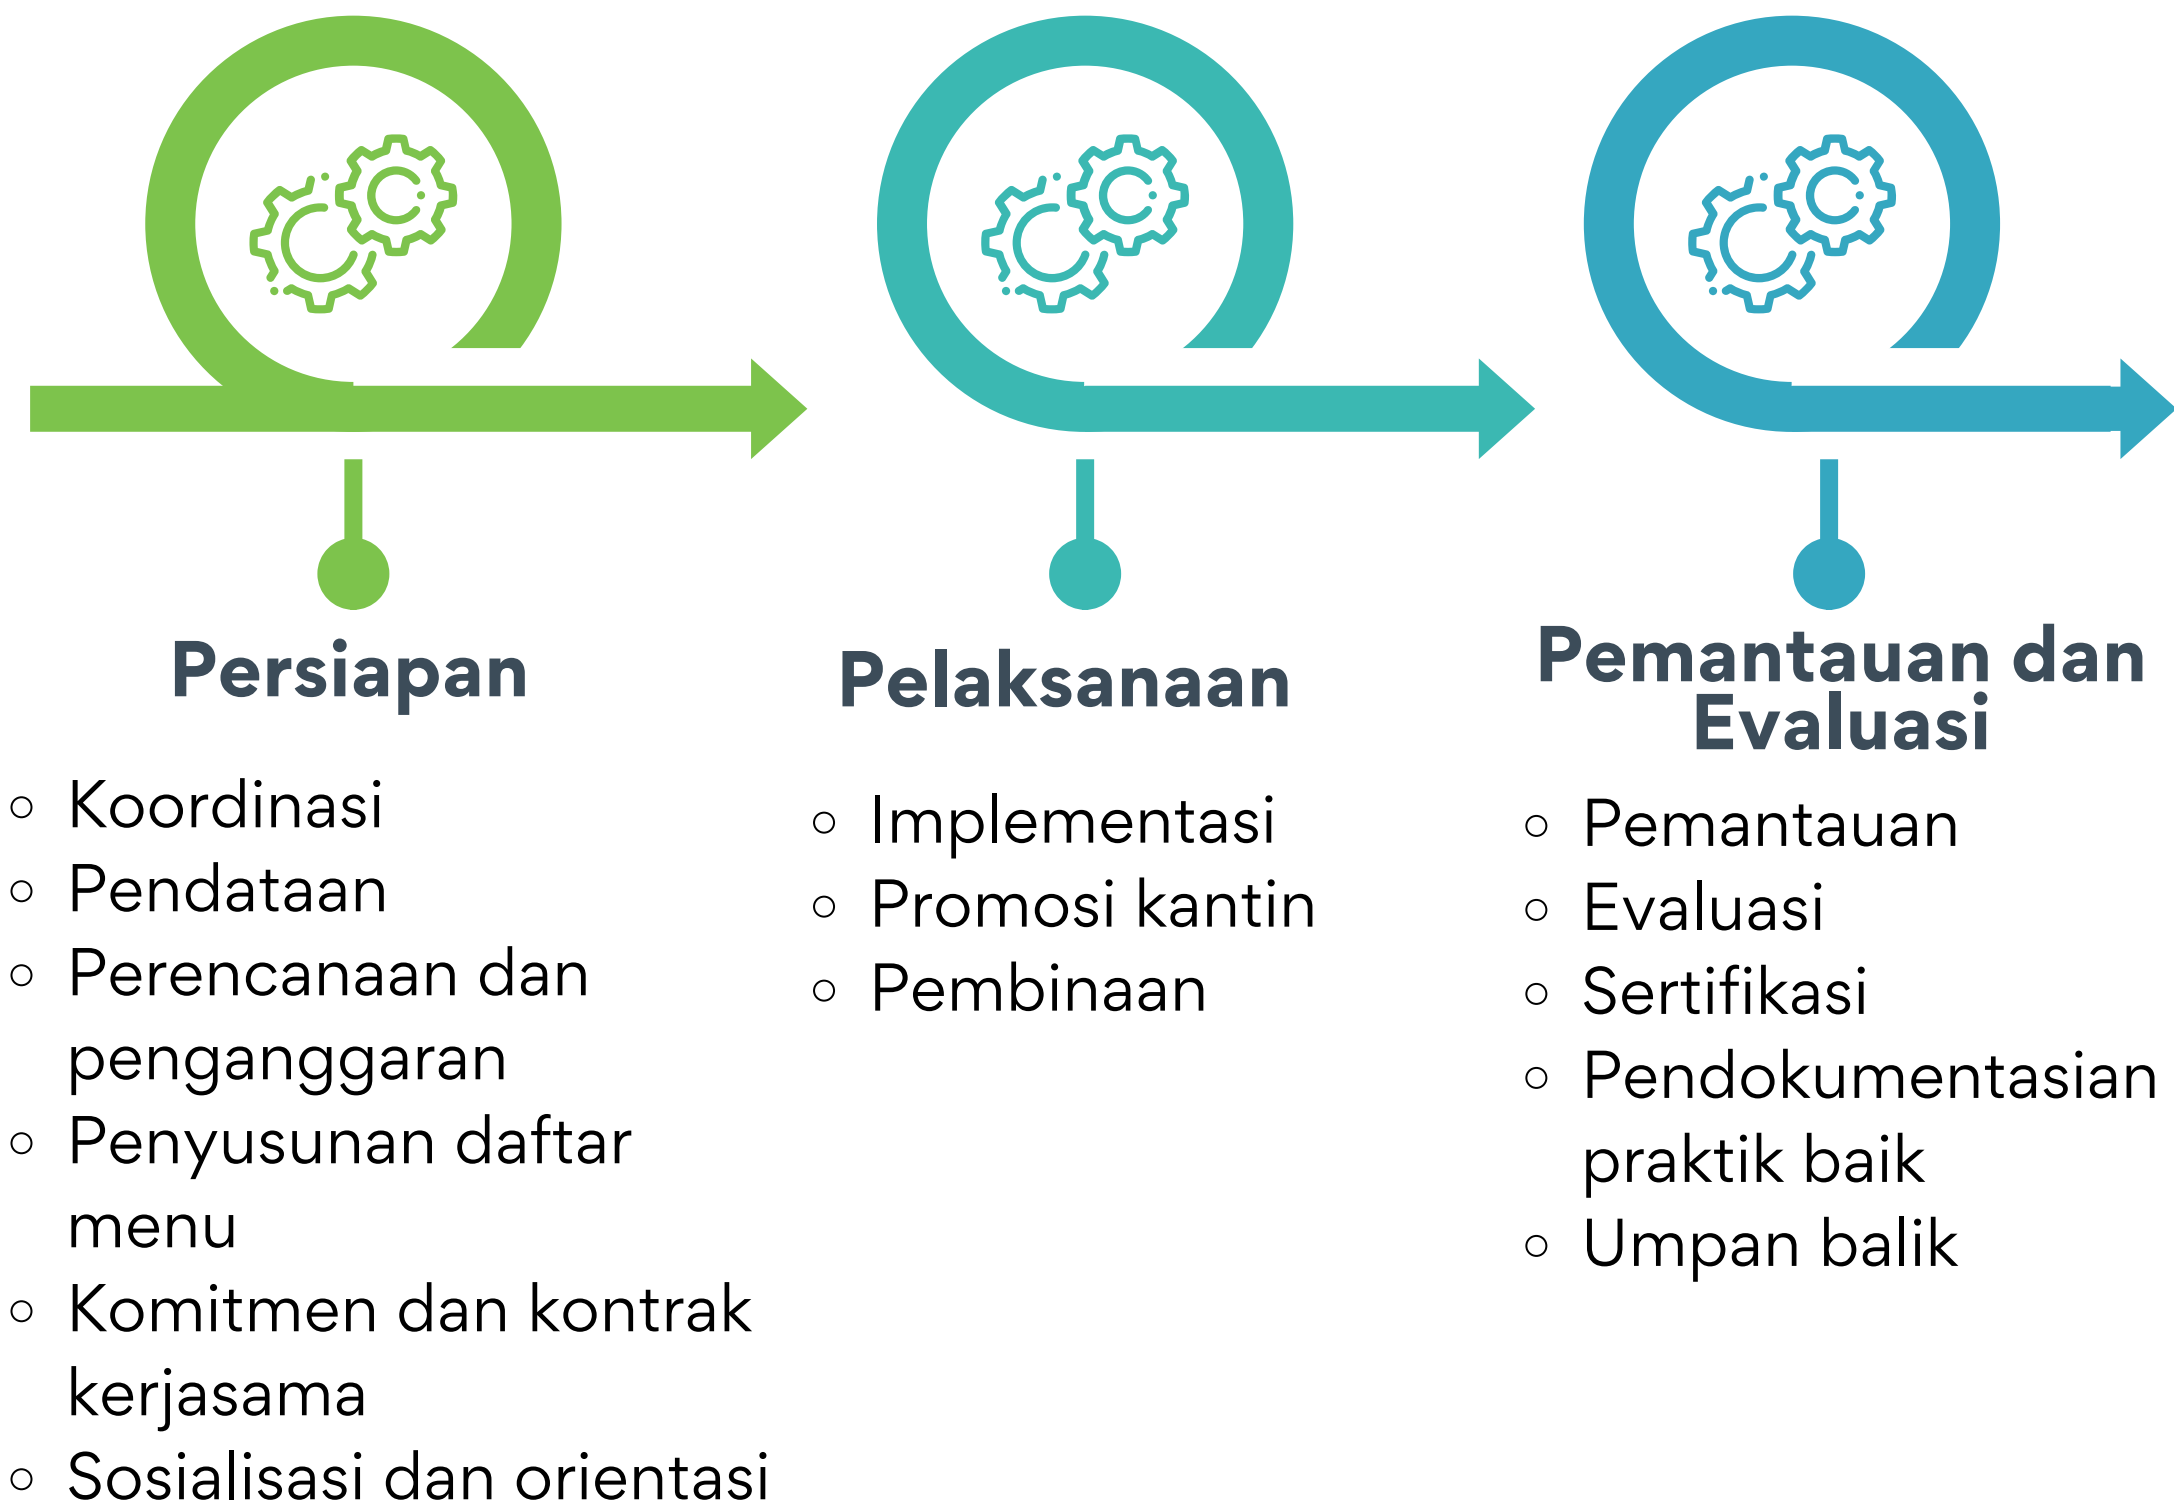 Persiapan
○ Koordinasi
○ Pendataan
○ Perencanaan dan
penganggaran
○ Penyusunan daftar
menu
○ Komitmen dan kontrak
kerjasama
○ Sosialisasi dan orientasi
Pelaksanaan
○ Implementasi
○ Promosi kantin
○ Pembinaan
Pemantauan dan
Evaluasi
○ Pemantauan
○ Evaluasi
○ Sertifikasi
○ Pendokumentasian
praktik baik
○ Umpan balik